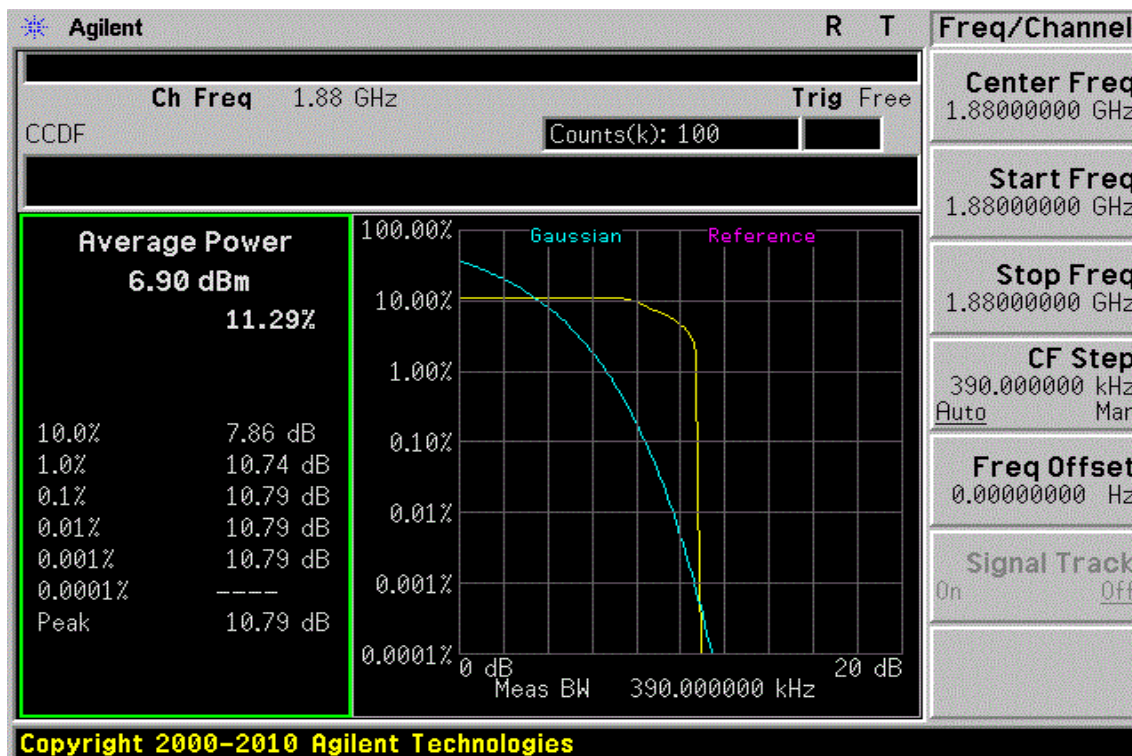 Agilent R T Freq/Channel
Ch Freq 1.88 GHz Trig Free
CCDF Counts(k): 100
Center Freq
1.88000000 GHz
Start Freq
1.88000000 GHz
Stop Freq
1.88000000 GHz
CF Step
390.000000 kHz
Auto Man
Freq Offset
0.00000000 Hz
Signal Track
On Off
Average Power
6.90 dBm
11.29%
10.0% 7.86 dB
1.0% 10.74 dB
0.1% 10.79 dB
0.01% 10.79 dB
0.001% 10.79 dB
0.0001% ----
Peak 10.79 dB
Gaussian Reference
100.00%
10.00%
1.00%
0.10%
0.01%
0.001%
0.0001%
0 dB 20 dB
Meas BW 390.000000 kHz
Copyright 2000-2010 Agilent Technologies